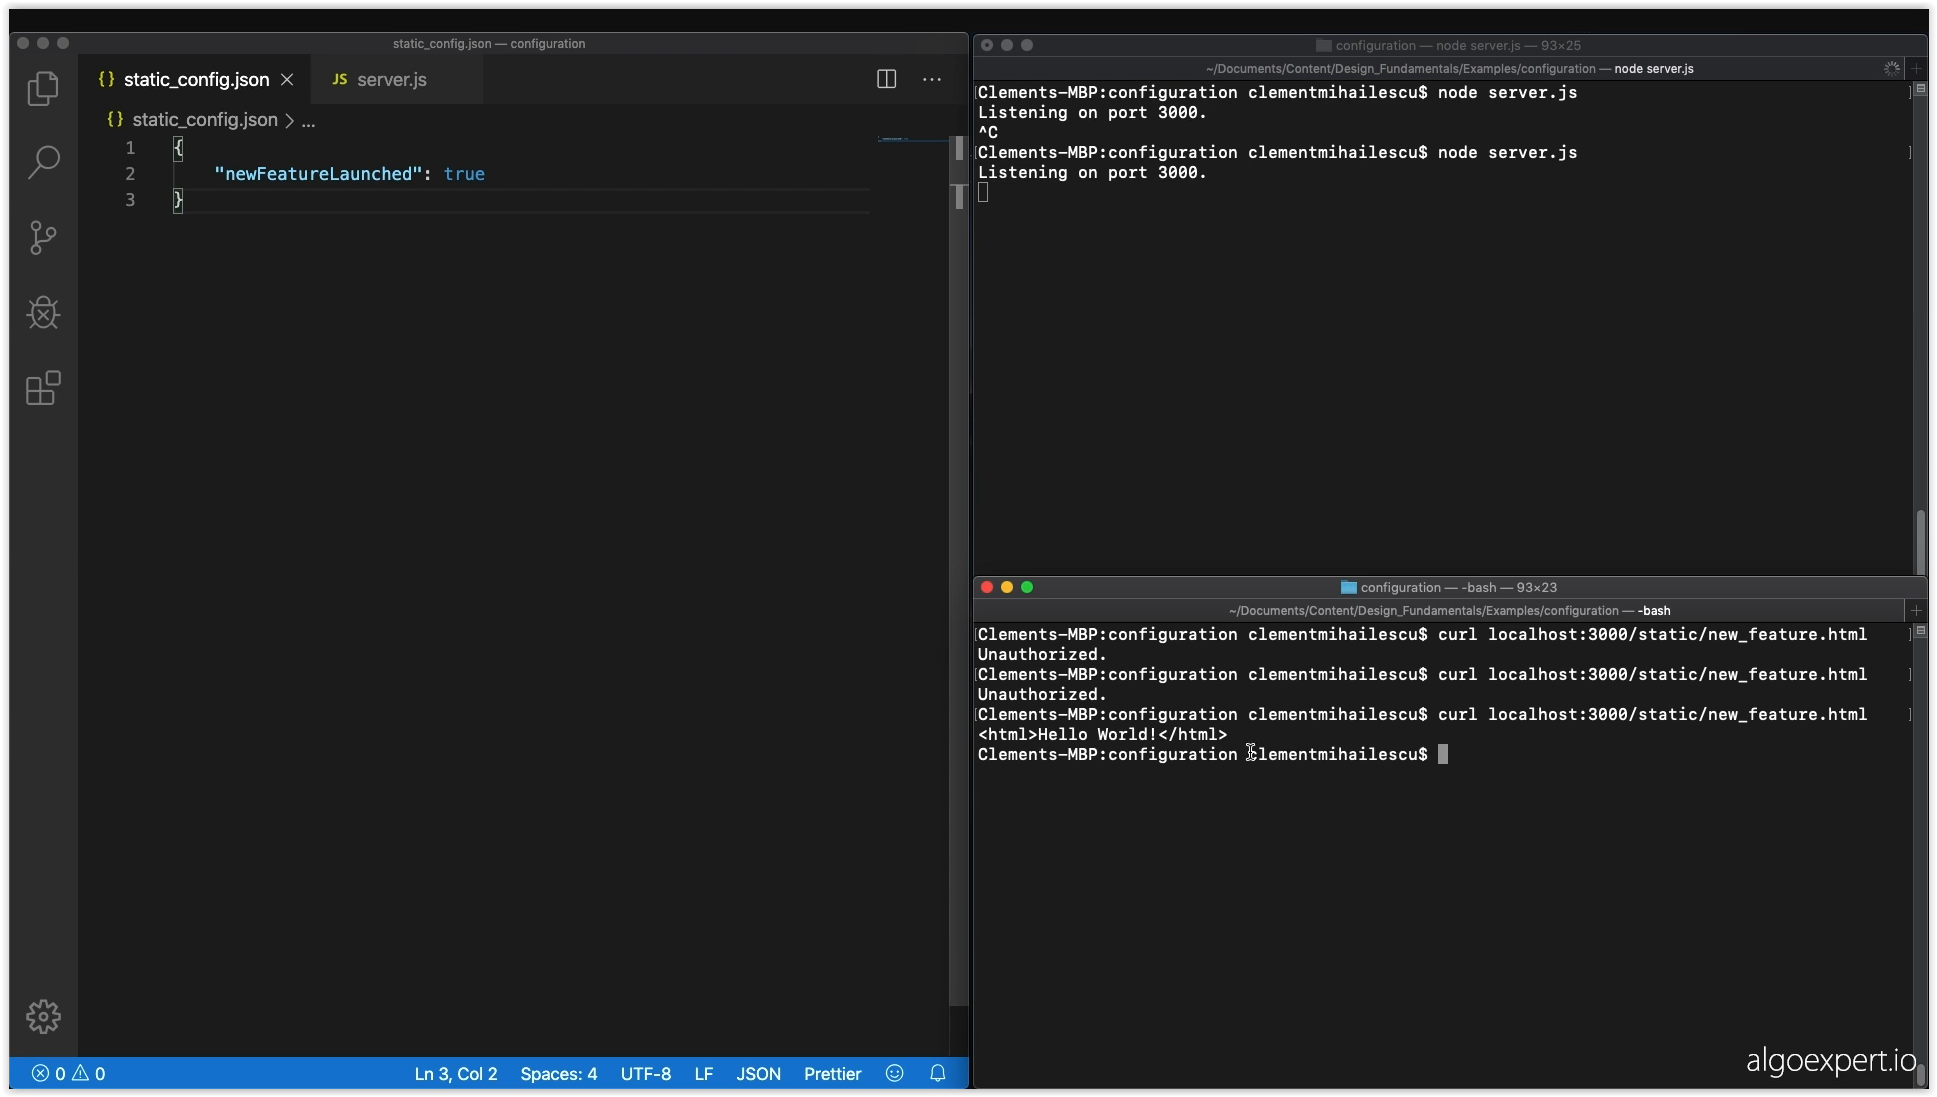 static_config.json — configuration
{} static_config.json ×
JS server.js
...
{} static_config.json > ...
1 {
2 "newFeatureLaunched": true
3 }
0 0
Ln 3, Col 2 Spaces: 4 UTF-8 LF JSON Prettier
configuration — node server.js — 93×25
~/Documents/Content/Design_Fundamentals/Examples/configuration — node server.js
[Clements-MBP:configuration clementmihailescu$ node server.js ]
Listening on port 3000.
^C
[Clements-MBP:configuration clementmihailescu$ node server.js ]
Listening on port 3000.
configuration — -bash — 93×23
~/Documents/Content/Design_Fundamentals/Examples/configuration — -bash
[Clements-MBP:configuration clementmihailescu$ curl localhost:3000/static/new_feature.html ]
Unauthorized.
[Clements-MBP:configuration clementmihailescu$ curl localhost:3000/static/new_feature.html ]
Unauthorized.
[Clements-MBP:configuration clementmihailescu$ curl localhost:3000/static/new_feature.html ]
<html>Hello World!</html>
Clements-MBP:configuration clementmihailescu$
algoexpert.io